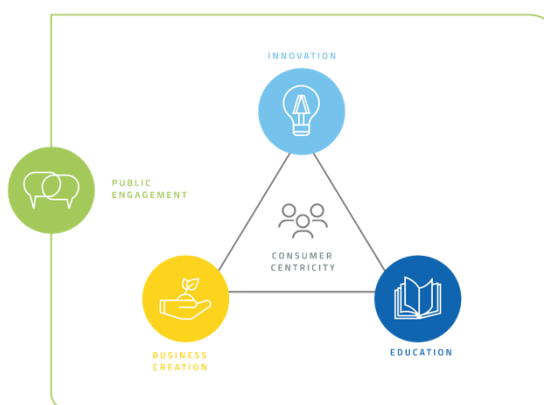 INNOVATION
PUBLIC
ENGAGEMENT
CONSUMER
CENTRICITY
BUSINESS
CREATION
EDUCATION